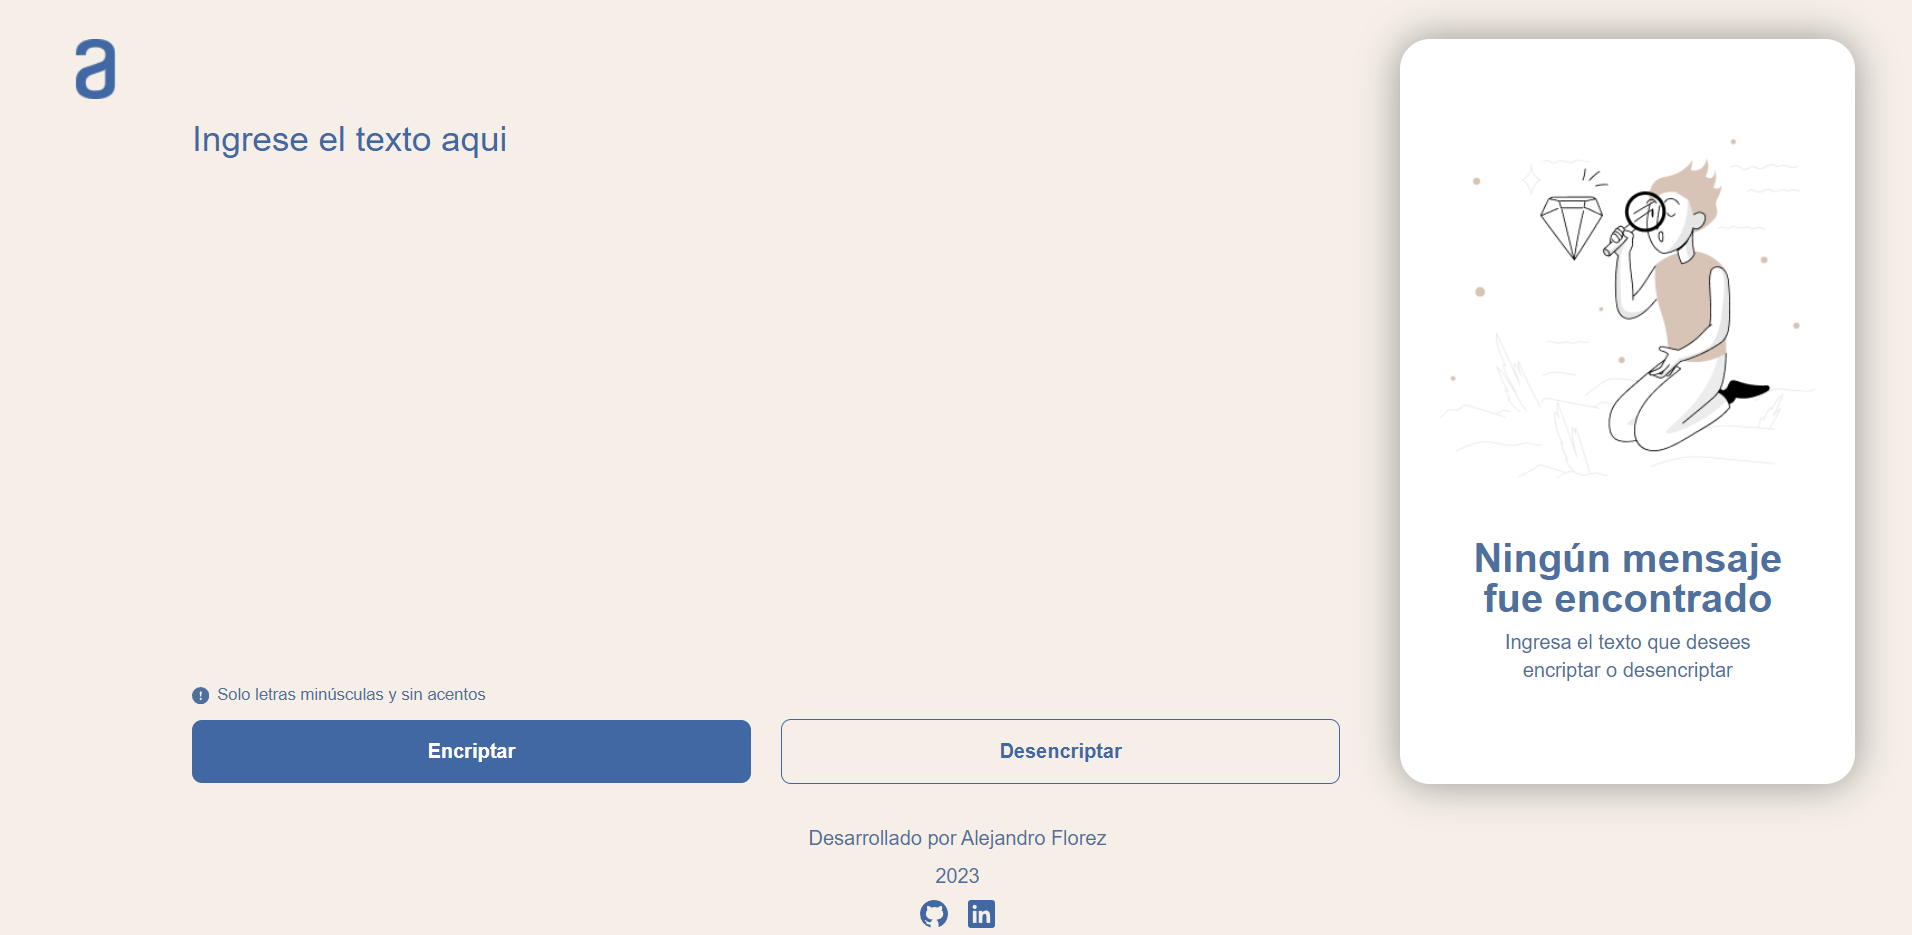 a
Ingrese el texto aqui
Solo letras minúsculas y sin acentos
Encriptar
Desencriptar
Ningún mensaje
fue encontrado
Ingresa el texto que desees
encriptar o desencriptar
Desarrollado por Alejandro Florez
2023
in